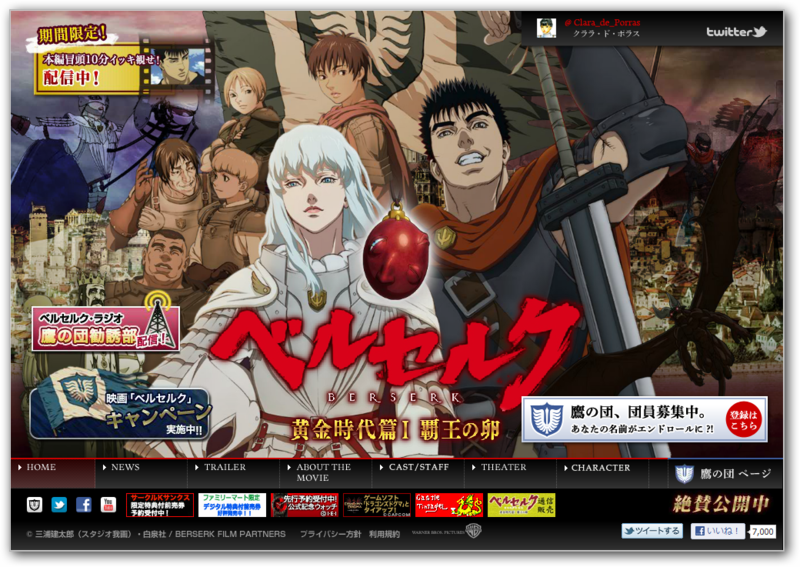 期間限定!
本編冒頭10分イッキ観せ!
配信中!
# Clara_de_Porras
クララ・ド・ポラス
twitter
ベルセルク・ラジオ
鷹の団勧誘部
配信!
映画「ベルセルク」
キャンペーン
実施中!!
ベルセルク
BERSERK
黄金時代篇I 覇王の卵
鷹の団、団員募集中。
あなたの名前がエンドロールに?!
登録は
こちら
HOME
NEWS
TRAILER
ABOUT THE
MOVIE
CAST/STAFF
THEATER
CHARACTER
鷹の団 ページ
You
サークルKサンクス
限定特典付前売券
予約受付中!
ファミリーマート限定
デジタル特典付前売券
好評発売中!!
先行予約受付中!
公式記念ウォッチ
ゲームソフト
「ドラゴンズドグマ」と
タイアップ!
©CAPCOM
ベルセルク
通信
販売
絶賛公開中
© 三浦建太郎(スタジオ我画)・白泉社 / BERSERK FILM PARTNERS
プライバシー方針
利用規約
WARNER BROS. PICTURES
ツイートする
いいね!
7,000